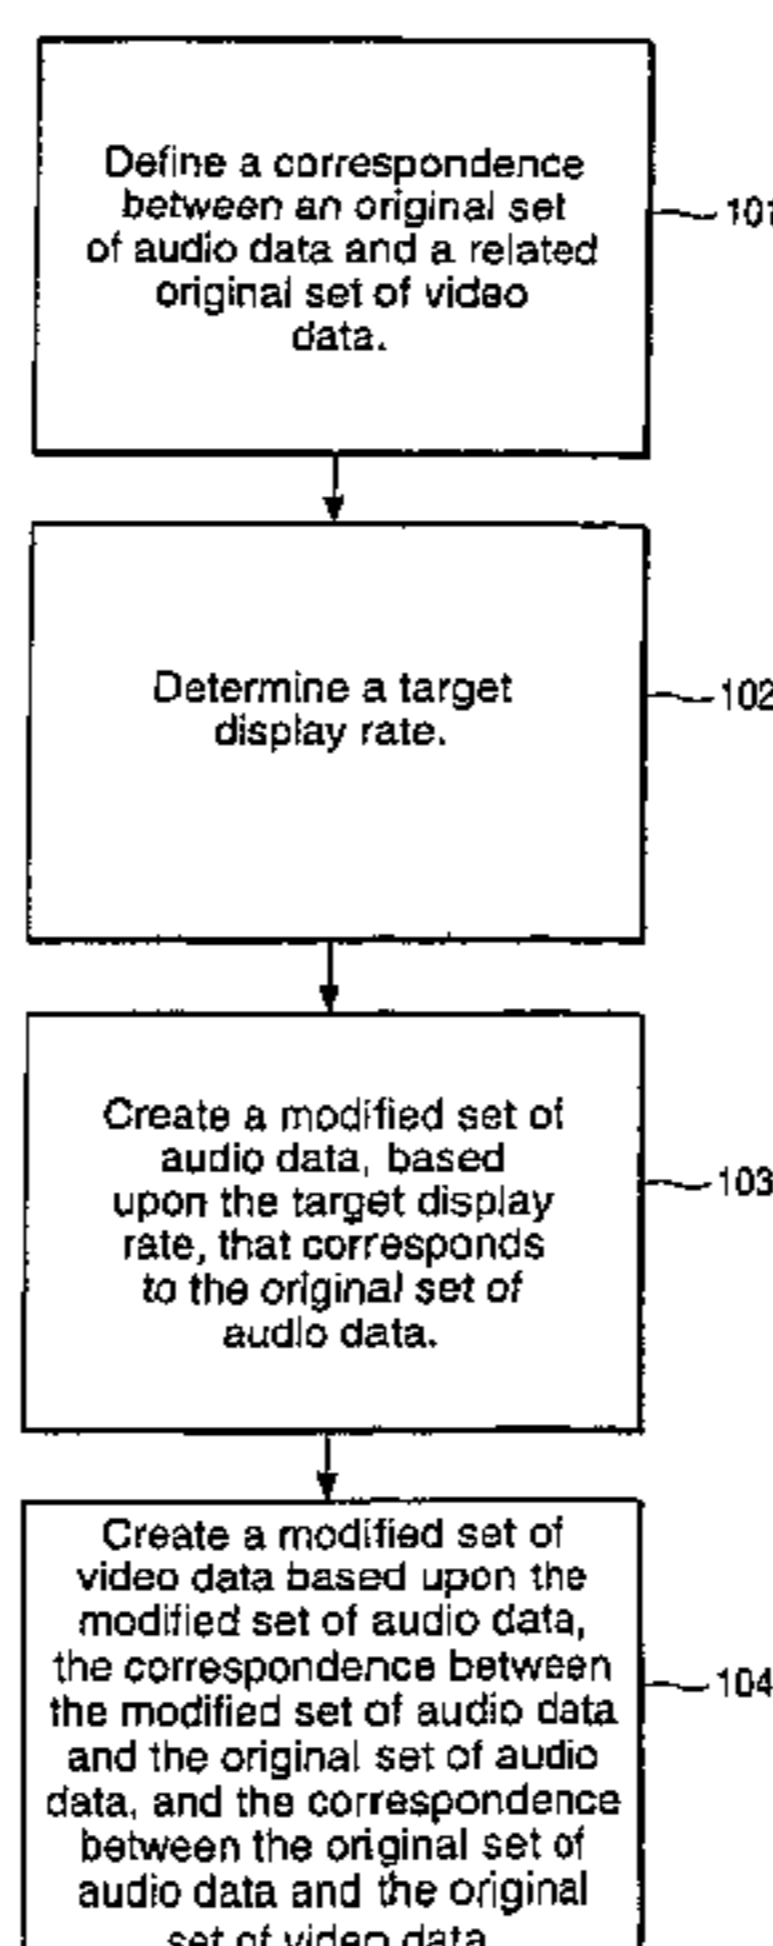 Define a correspondence
between an original set
of audio data and a related
original set of video
data.
101
Determine a target
display rate.
102
Create a modified set of
audio data, based
upon the target display
rate, that corresponds
to the original set of
audio data.
103
Create a modified set of
video data based upon the
modified set of audio data,
the correspondence between
the modified set of audio data
and the original set of audio
data, and the correspondence
between the original set of
audio data and the original
set of video data
104